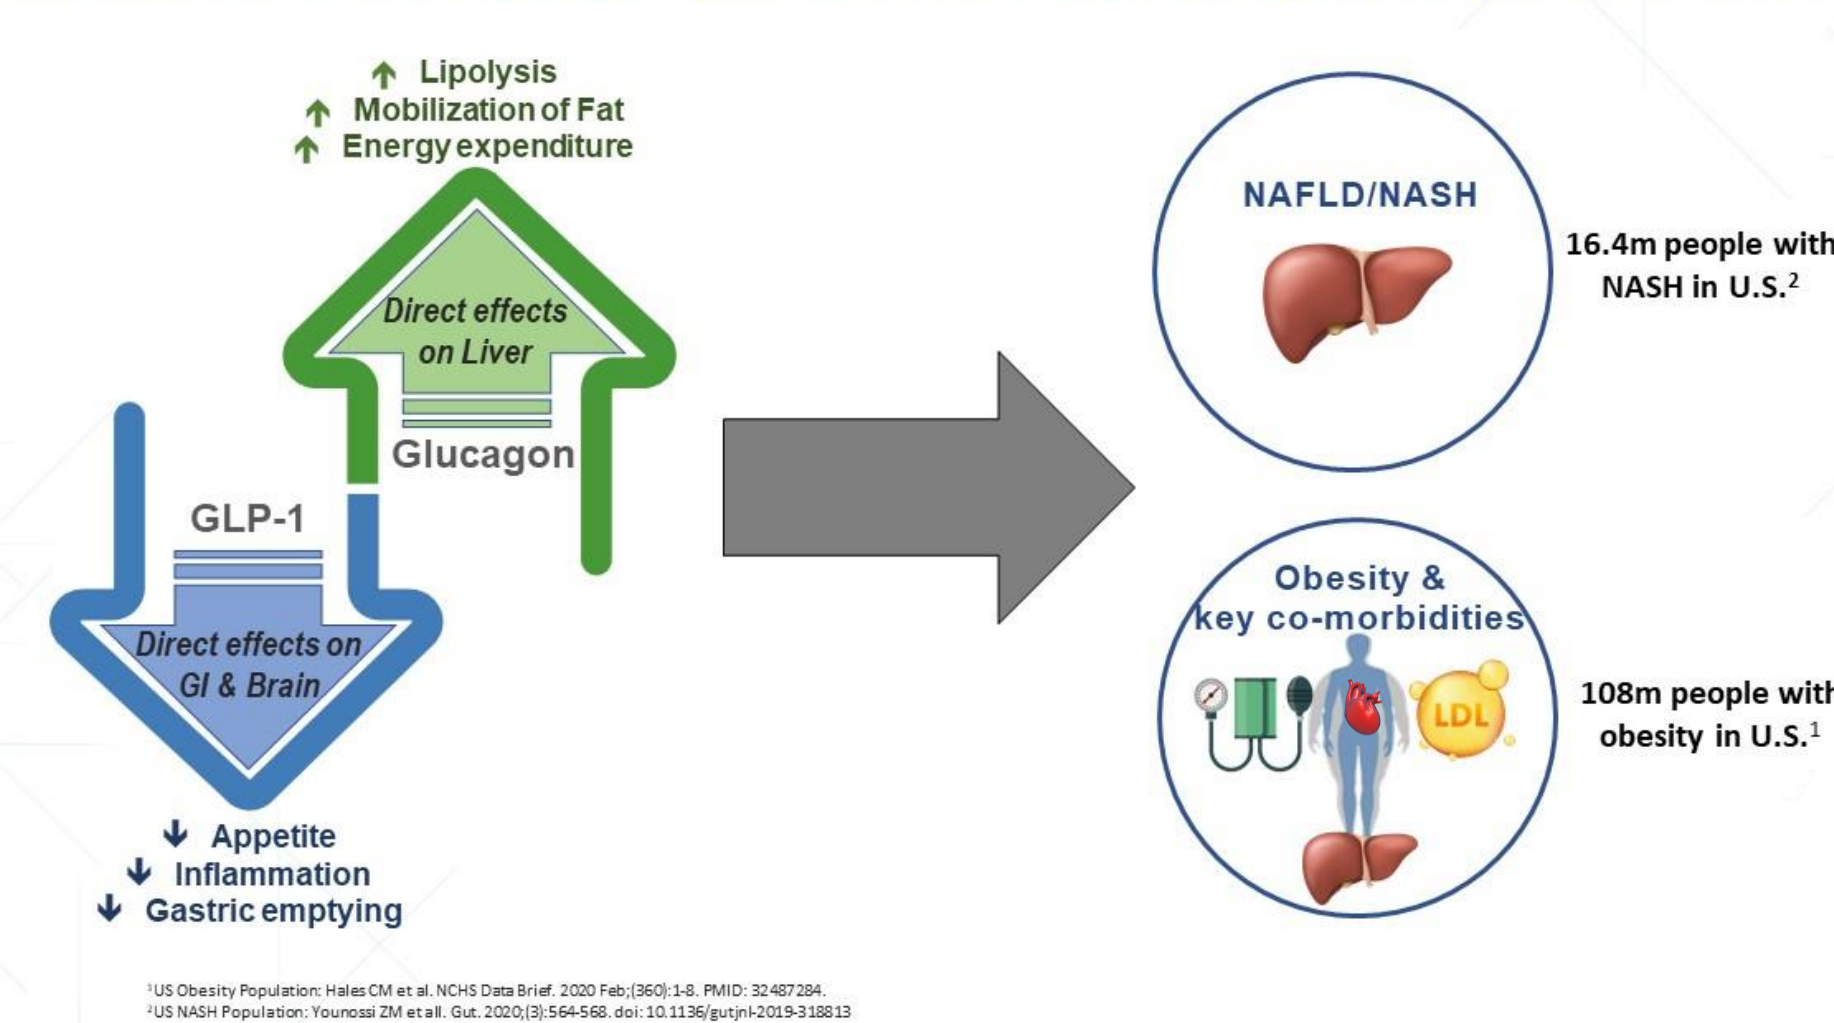 Lipolysis
Mobilization of Fat
Energy expenditure
Direct effects
on Liver
Glucagon
GLP-1
Direct effects on
GI & Brain
Appetite
Inflammation
Gastric emptying
NAFLD/NASH
16.4m people with
NASH in U.S.²
Obesity &
key co-morbidities
LDL
108m people with
obesity in U.S.¹
¹US Obesity Population: Hales CM et al. NCHS Data Brief. 2020 Feb;(360):1-8. PMID: 32487284.
²US NASH Population: Younossi ZM et all. Gut. 2020;(3):564-568. doi: 10.1136/gutjnl-2019-318813